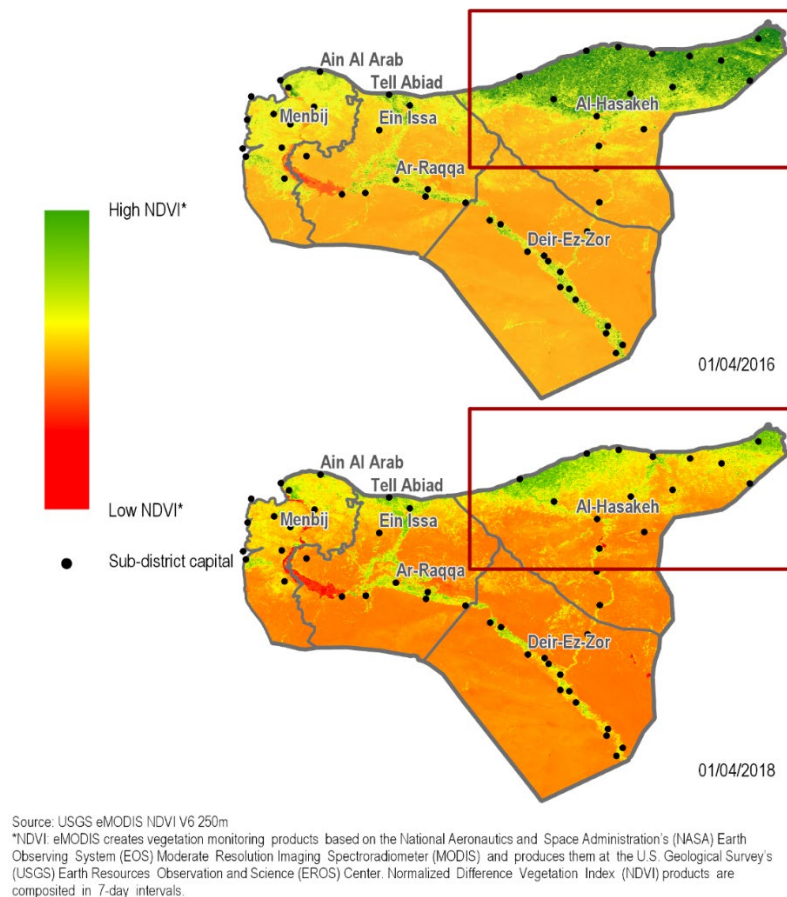 Ain Al Arab
Tell Abiad
Menbij
Ein Issa
Al-Hasakeh
Ar-Raqqa
High NDVI*
Deir-Ez-Zor
01/04/2016
Ain Al Arab
Tell Abiad
Low NDVI*
Menbij
Ein Issa
Al-Hasakeh
Sub-district capital
Ar-Raqqa
Deir-Ez-Zor
01/04/2018
Source: USGS eMODIS NDVI V6 250m
*NDVI: eMODIS creates vegetation monitoring products based on the National Aeronautics and Space Administration's (NASA) Earth
Observing System (EOS) Moderate Resolution Imaging Spectroradiometer (MODIS) and produces them at the U.S. Geological Survey's
(USGS) Earth Resources Observation and Science (EROS) Center. Normalized Difference Vegetation Index (NDVI) products are
composited in 7-day intervals.